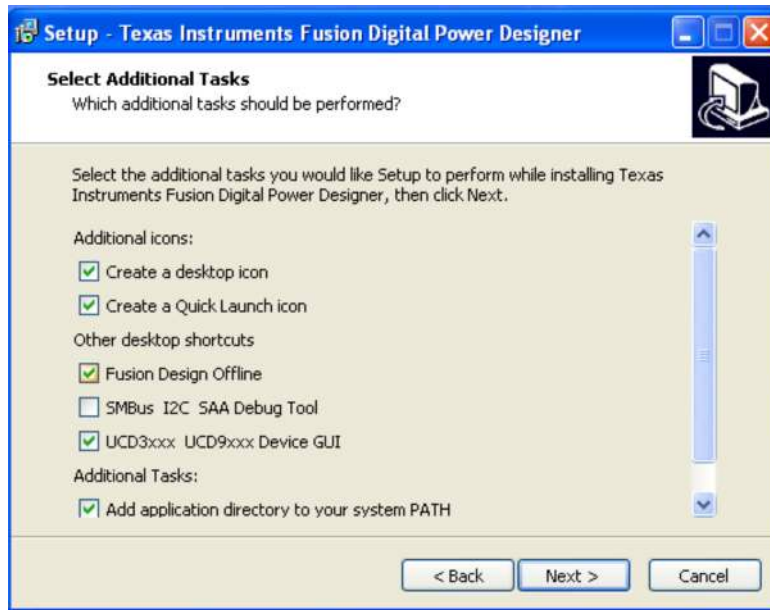 Setup - Texas Instruments Fusion Digital Power Designer
Select Additional Tasks
Which additional tasks should be performed?
Select the additional tasks you would like Setup to perform while installing Texas
Instruments Fusion Digital Power Designer, then click Next.
Additional icons:
Create a desktop icon
Create a Quick Launch icon
Other desktop shortcuts
Fusion Design Offline
SMBus I2C SAA Debug Tool
UCD3xxx UCD9xxx Device GUI
Additional Tasks:
Add application directory to your system PATH
< Back Next > Cancel